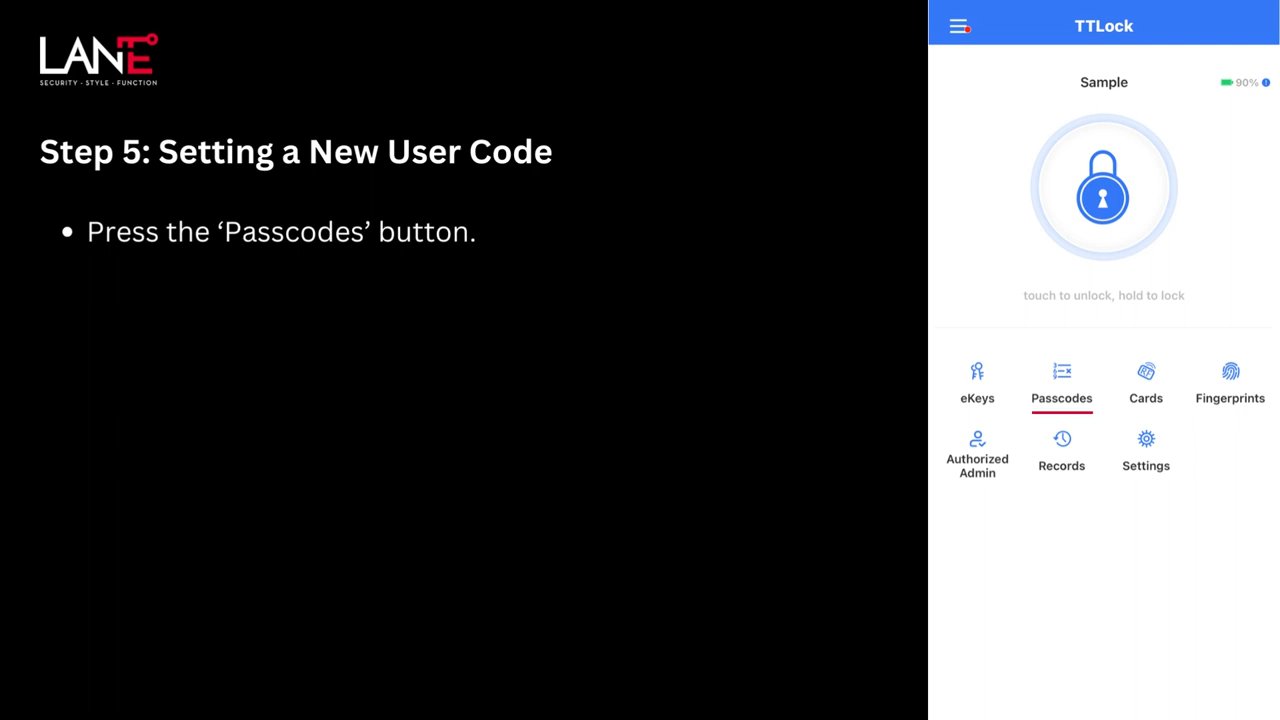 LANE
SECURITY · STYLE · FUNCTION
Step 5: Setting a New User Code
• Press the ‘Passcodes’ button.
TTLock
Sample
90%
touch to unlock, hold to lock
eKeys
Passcodes
Cards
Fingerprints
Authorized
Admin
Records
Settings